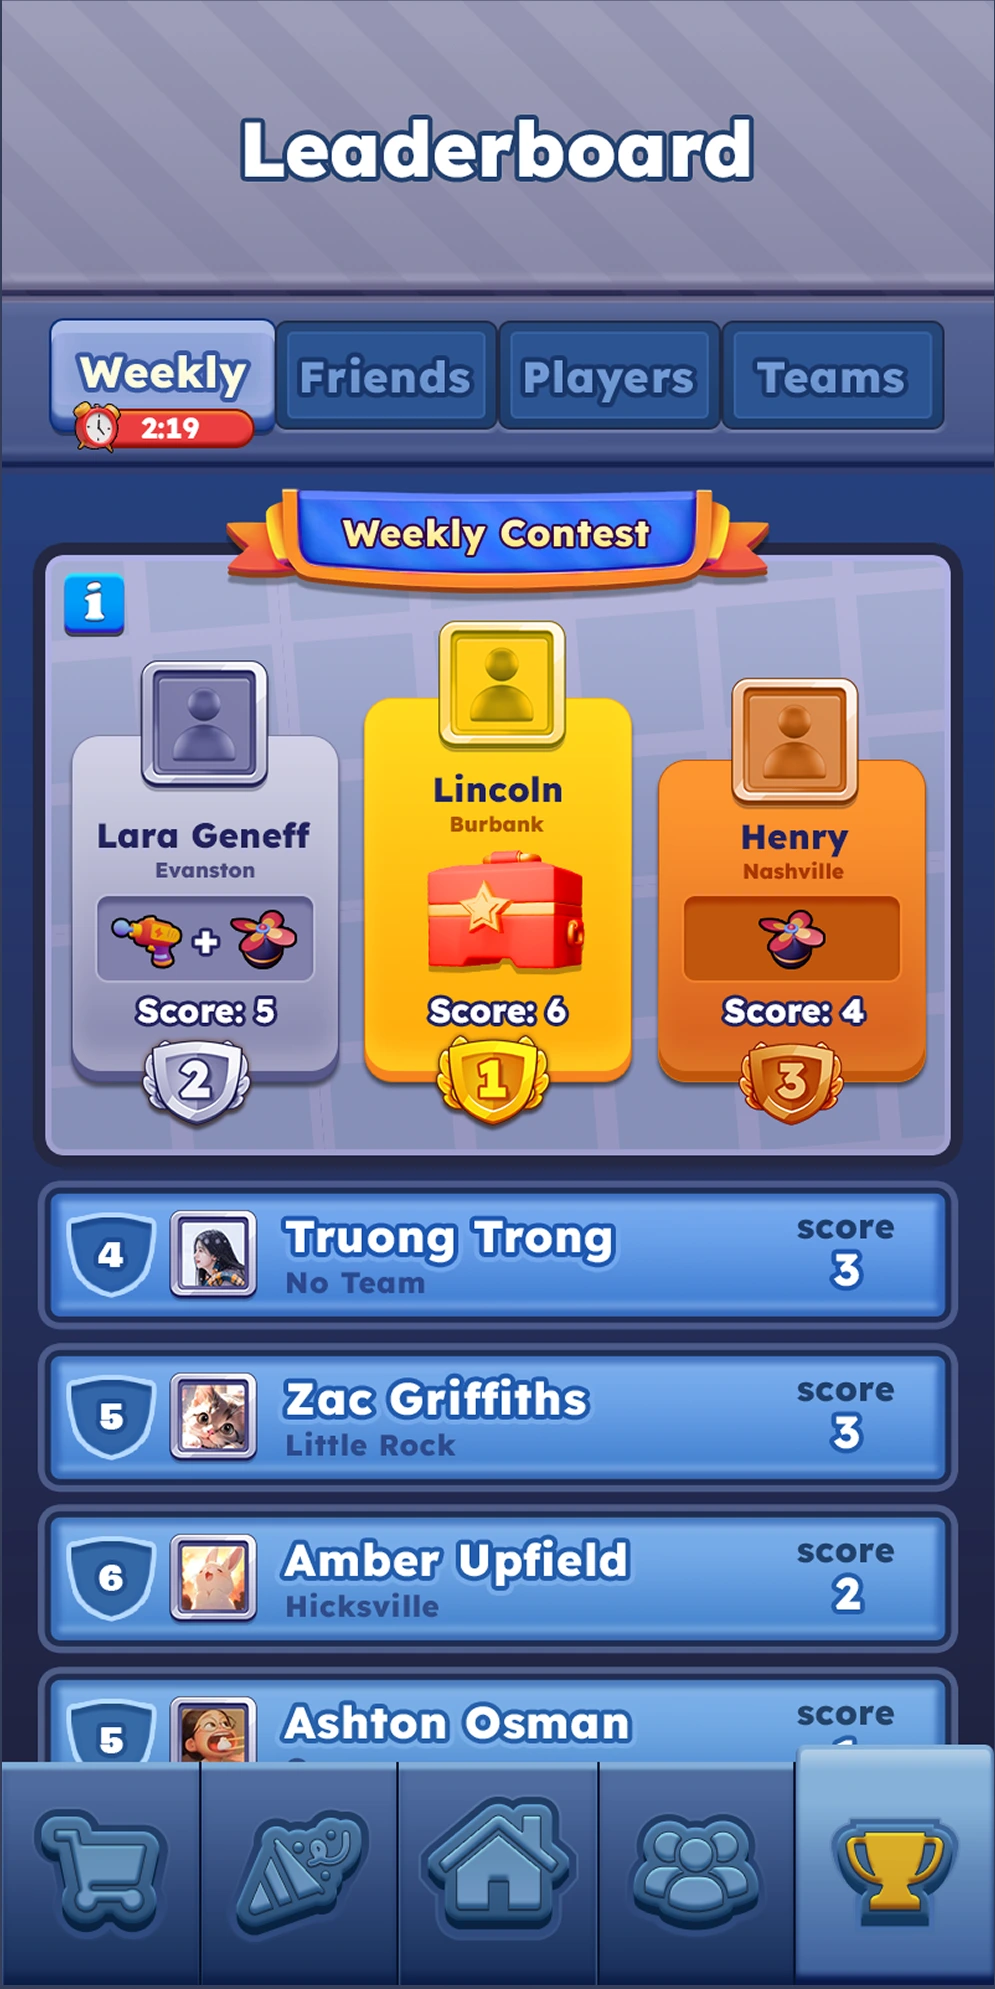 Leaderboard
Weekly
Friends
Players
Teams
2:19
Weekly Contest
i
Lara Geneff
Evanston
+
Score: 5
2
Lincoln
Burbank
Score: 6
1
Henry
Nashville
Score: 4
3
4
Truong Trong
No Team
score
3
5
Zac Griffiths
Little Rock
score
3
6
Amber Upfield
Hicksville
score
2
5
Ashton Osman
score